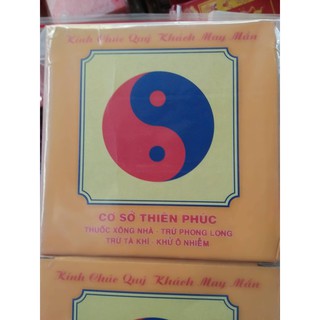 Kính Chúc Quý Khách May Mắn
CƠ SỞ THIÊN PHÚC
THUỐC XÔNG NHÀ - TRỪ PHONG LONG
TRỪ TÀ KHÍ - KHỬ Ô NHIỄM
Kính Chúc Quý Khách May Mắn